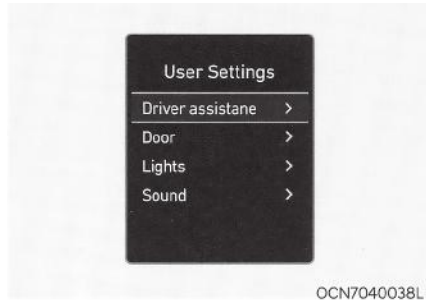 User Settings
Driver assistane >
Door >
Lights >
Sound >
OCN7040038L